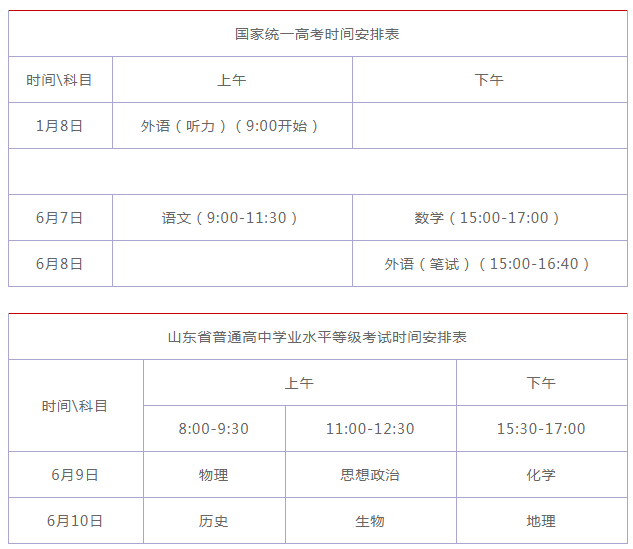 国家统一高考时间安排表
时间\科目 上午 下午
1月8日 外语（听力）（9:00开始）
6月7日 语文（9:00-11:30） 数学（15:00-17:00）
6月8日 外语（笔试）（15:00-16:40）
山东省普通高中学业水平等级考试时间安排表
时间\科目 上午 下午
8:00-9:30 11:00-12:30 15:30-17:00
6月9日 物理 思想政治 化学
6月10日 历史 生物 地理